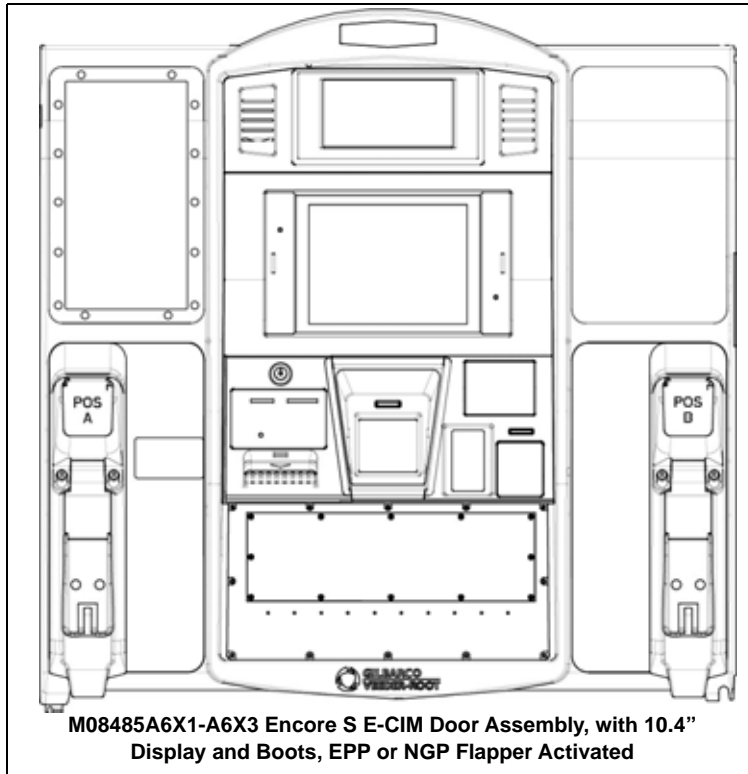 POS
A
POS
B
GILBARCO
VEEDER-ROOT
M08485A6X1-A6X3 Encore S E-CIM Door Assembly, with 10.4”
Display and Boots, EPP or NGP Flapper Activated